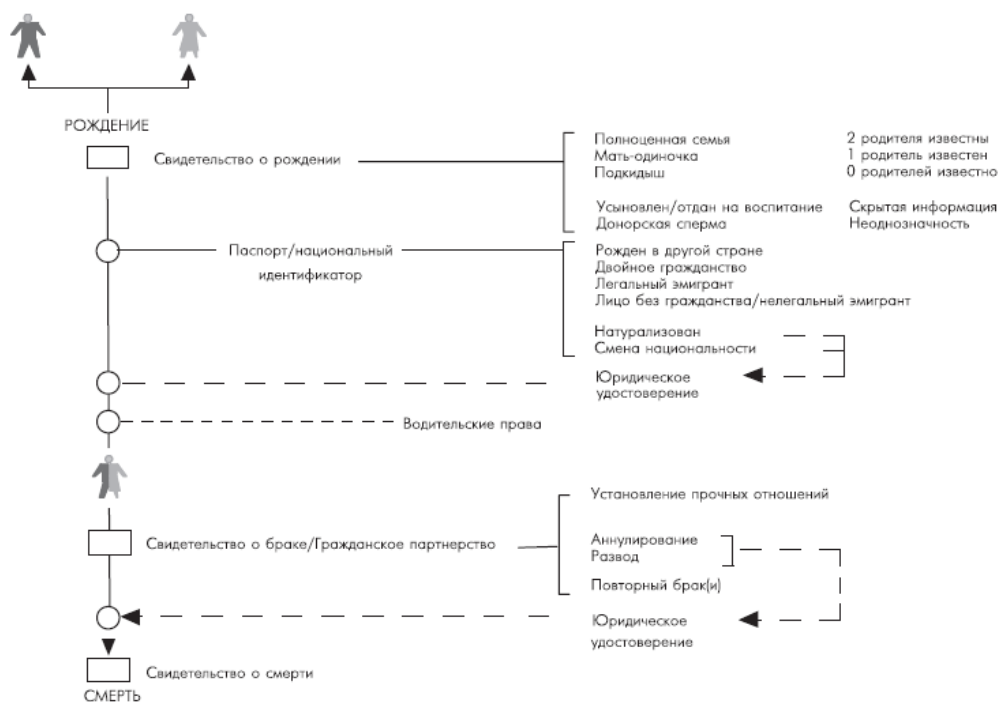 РОЖДЕНИЕ
Свидетельство о рождении
Полноценная семья 2 родителя известны
Мать-одиночка 1 родитель известен
Подкидыш 0 родителей известно
Усыновлен/отдан на воспитание Скрытая информация
Донорская сперма Неоднозначность
Паспорт/национальный
идентификатор
Рожден в другой стране
Двойное гражданство
Легальный эмигрант
Лицо без гражданства/нелегальный эмигрант
Натурализован
Смена национальности
Юридическое
удостоверение
Водительские права
Свидетельство о браке/Гражданское партнерство
Установление прочных отношений
Аннулирование
Развод
Повторный брак(и)
Юридическое
удостоверение
Свидетельство о смерти
СМЕРТЬ